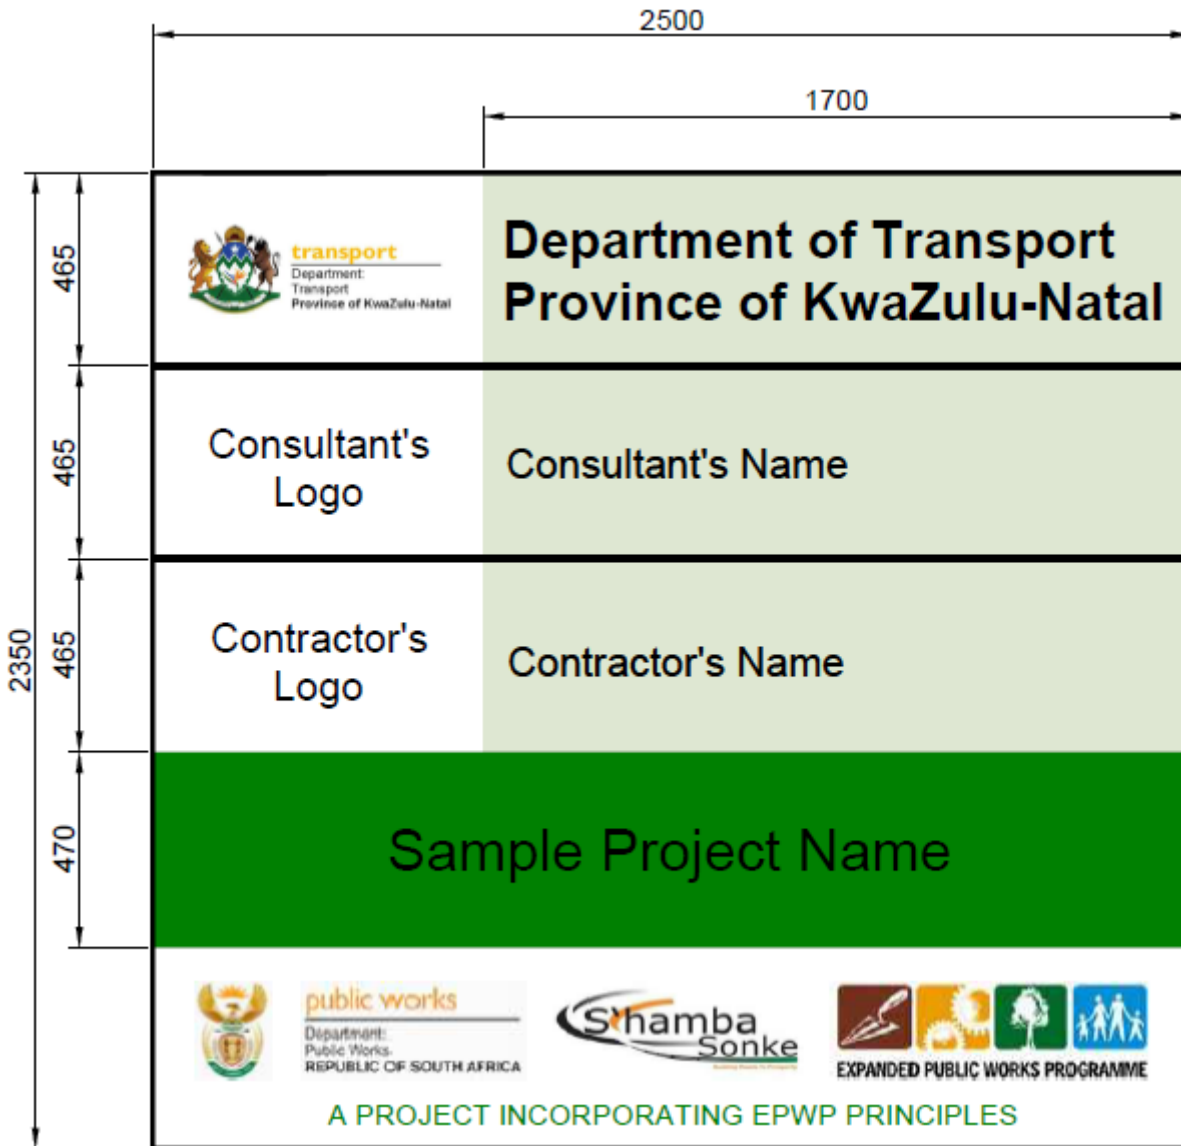 2500
1700
465
transport
Department:
Transport
Province of KwaZulu-Natal
Department of Transport
Province of KwaZulu-Natal
465
Consultant's
Logo
Consultant's Name
2350
465
Contractor's
Logo
Contractor's Name
470
Sample Project Name
public works
Department:
Public Works
REPUBLIC OF SOUTH AFRICA
S'hamba
Sonke
EXPANDED PUBLIC WORKS PROGRAMME
A PROJECT INCORPORATING EPWP PRINCIPLES